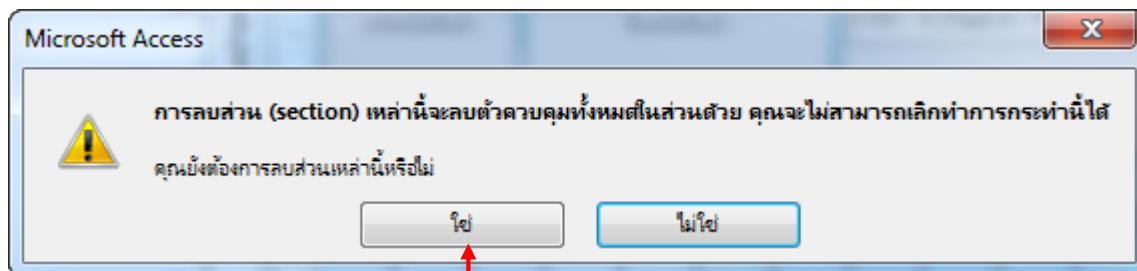 Microsoft Access
การลบส่วน (section) เหล่านี้จะลบตัวควบคุมทั้งหมดในส่วนด้วย คุณจะไม่สามารถเลิกทำการกระทำนี้ได้
คุณยังต้องการลบส่วนเหล่านี้หรือไม่
ใช่ ไม่ใช่